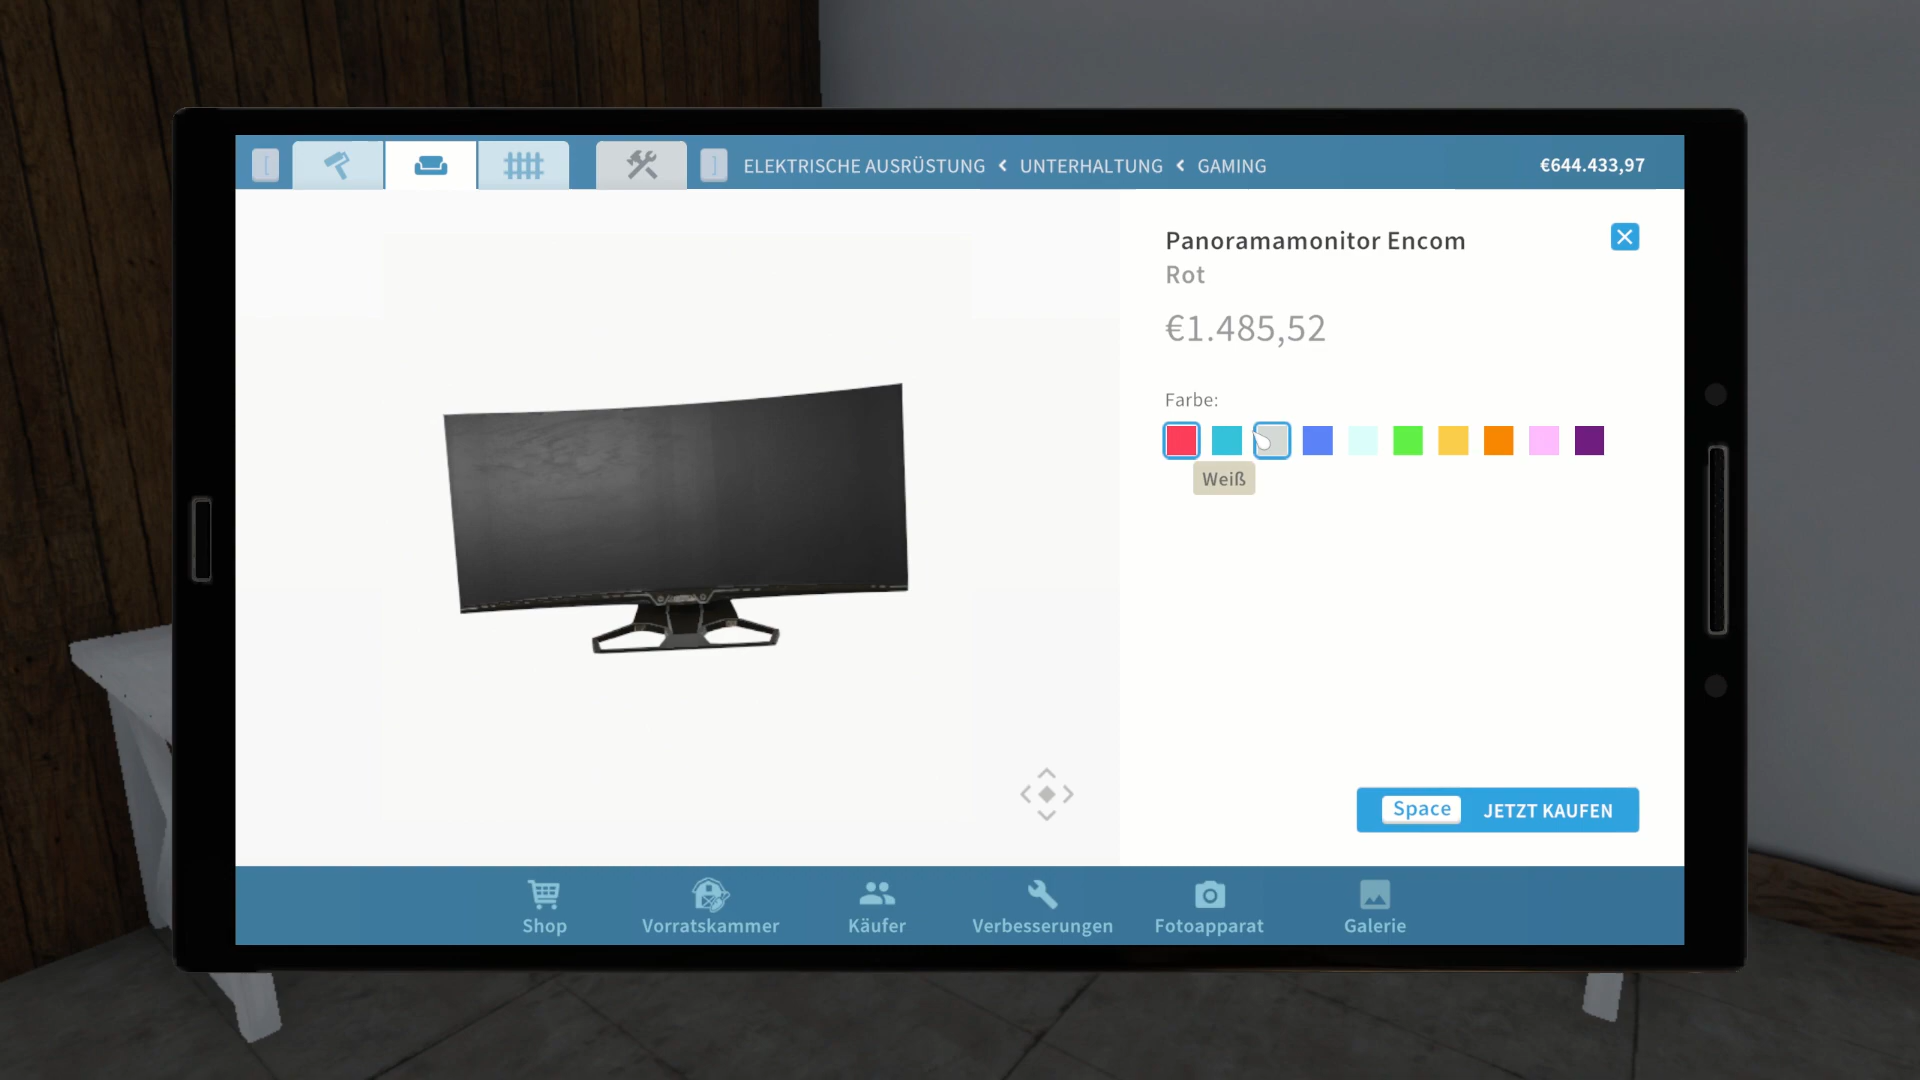 [
]
ELEKTRISCHE AUSRÜSTUNG < UNTERHALTUNG < GAMING
€644.433,97
Panoramamonitor Encom
Rot
€1.485,52
Farbe:
Weiß
Space JETZT KAUFEN
Shop
Vorratskammer
Käufer
Verbesserungen
Fotoapparat
Galerie